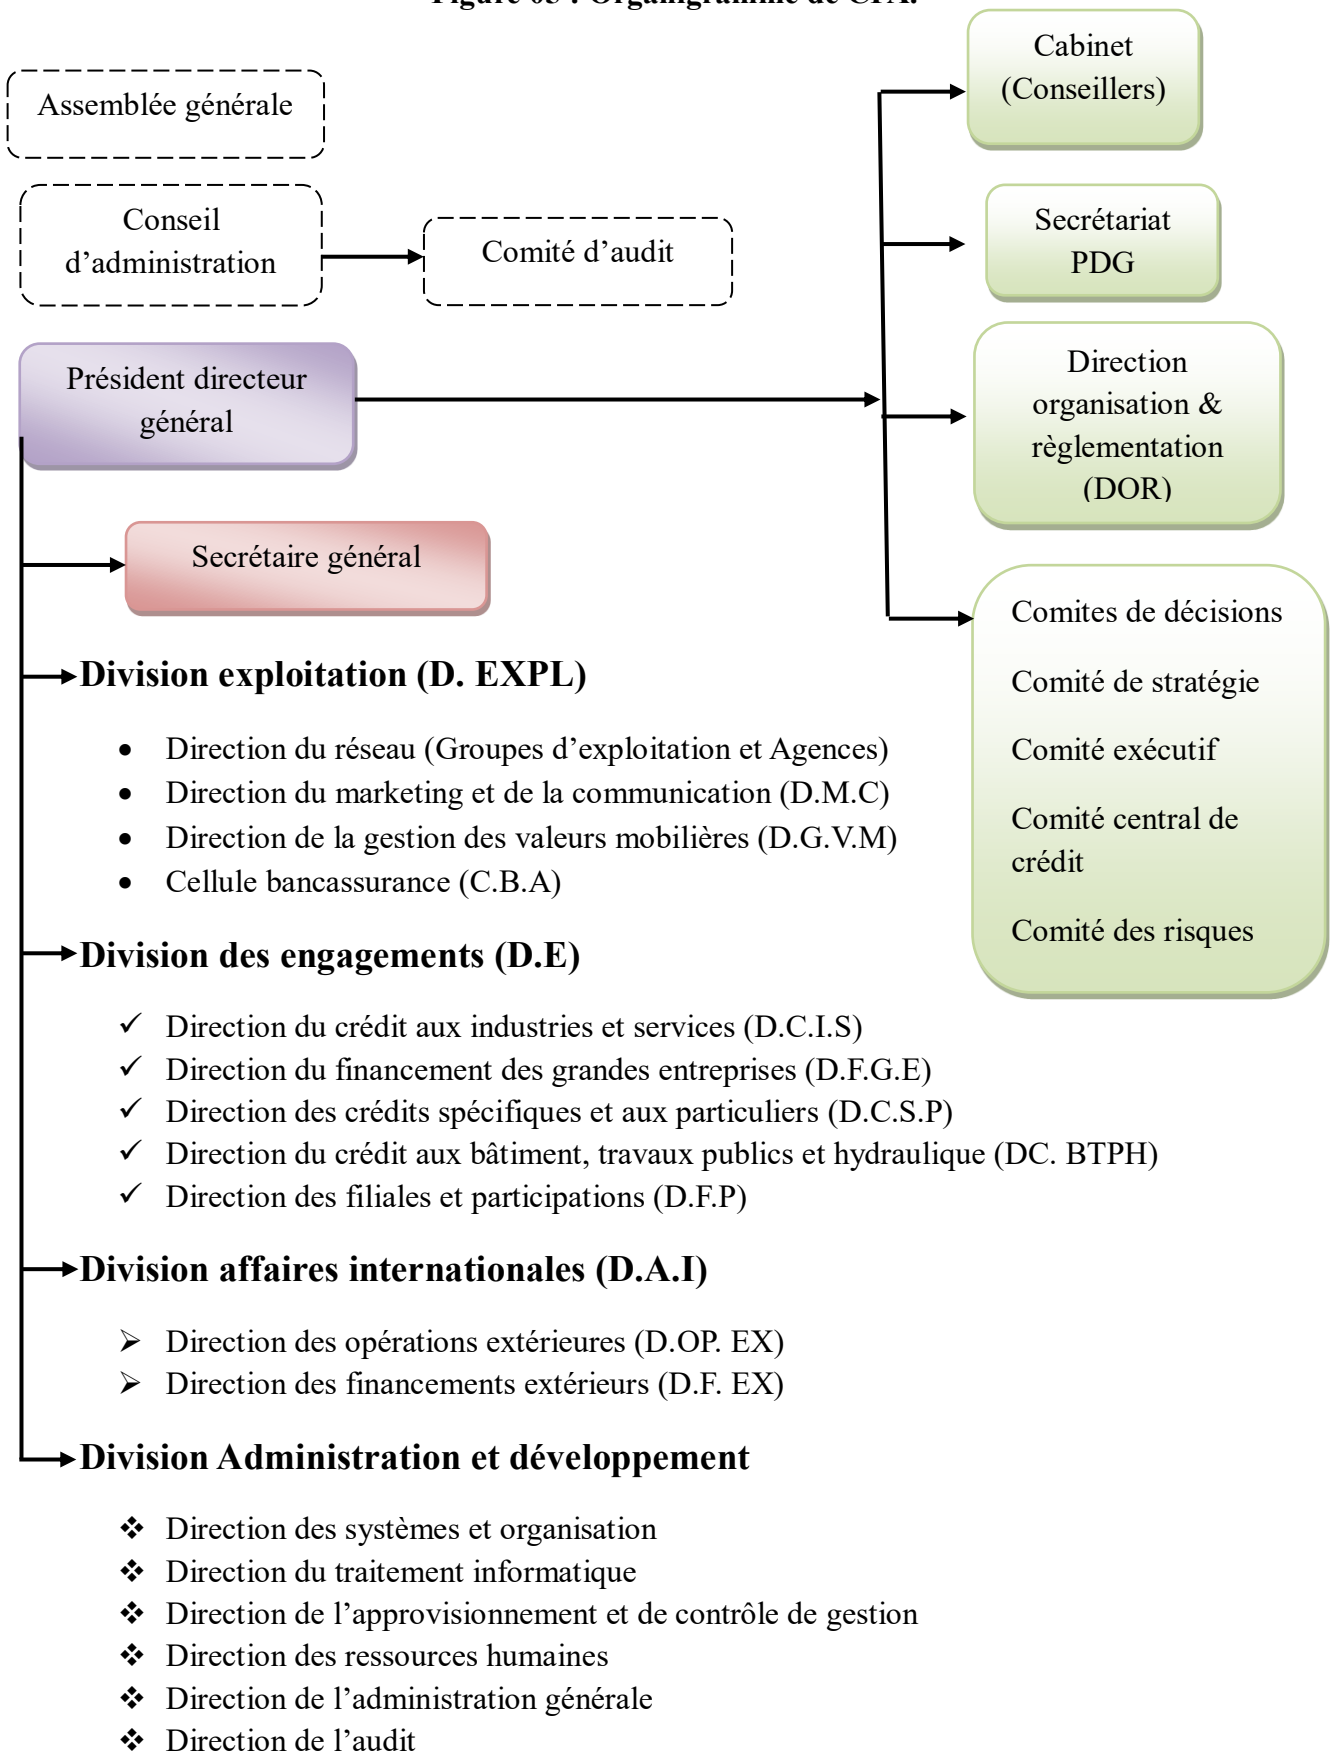 Figure 03 : Organigramme de CPA.
Assemblée générale
Conseil
d’administration
Comité d’audit
Président directeur
général
Secrétaire général
Cabinet
(Conseillers)
Secrétariat
PDG
Direction
organisation &
règlementation
(DOR)
Comites de décisions
Comité de stratégie
Comité exécutif
Comité central de
crédit
Comité des risques
Division exploitation (D. EXPL)
• Direction du réseau (Groupes d’exploitation et Agences)
• Direction du marketing et de la communication (D.M.C)
• Direction de la gestion des valeurs mobilières (D.G.V.M)
• Cellule bancassurance (C.B.A)
Division des engagements (D.E)
✓ Direction du crédit aux industries et services (D.C.I.S)
✓ Direction du financement des grandes entreprises (D.F.G.E)
✓ Direction des crédits spécifiques et aux particuliers (D.C.S.P)
✓ Direction du crédit aux bâtiment, travaux publics et hydraulique (DC. BTPH)
✓ Direction des filiales et participations (D.F.P)
Division affaires internationales (D.A.I)
➢ Direction des opérations extérieures (D.OP. EX)
➢ Direction des financements extérieurs (D.F. EX)
Division Administration et développement
❖ Direction des systèmes et organisation
❖ Direction du traitement informatique
❖ Direction de l’approvisionnement et de contrôle de gestion
❖ Direction des ressources humaines
❖ Direction de l’administration générale
❖ Direction de l’audit